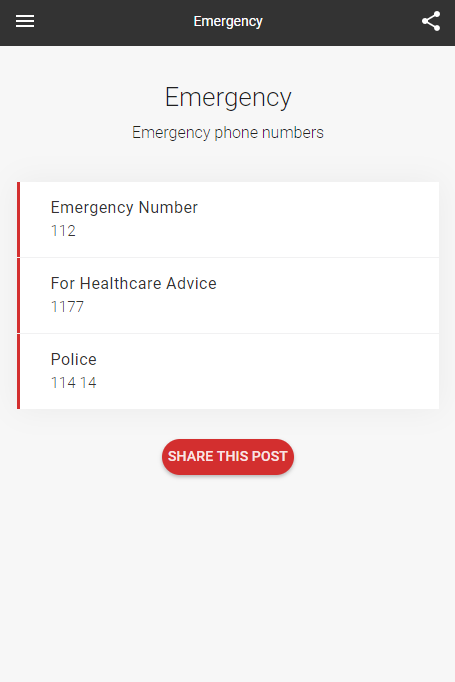 Emergency
Emergency
Emergency phone numbers
Emergency Number
112
For Healthcare Advice
1177
Police
114 14
SHARE THIS POST